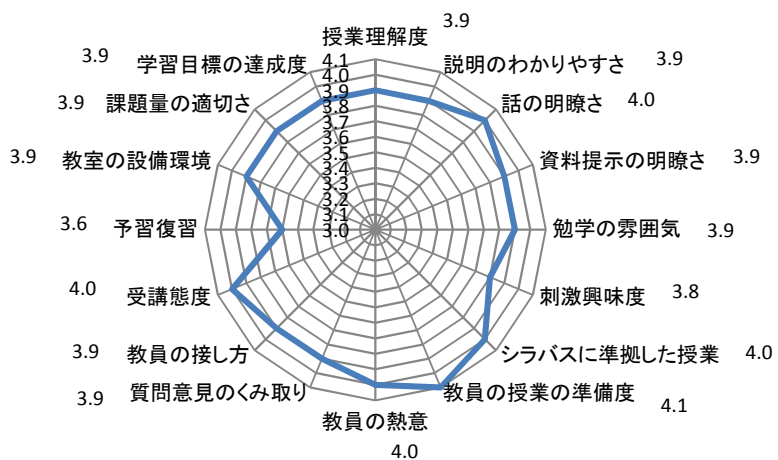 授業理解度 3.9
説明のわかりやすさ 3.9
話の明瞭さ 4.0
資料提示の明瞭さ 3.9
勉学の雰囲気 3.9
刺激興味度 3.8
シラバスに準拠した授業 4.0
教員の授業の準備度 4.1
教員の熱意 4.0
質問意見のくみ取り 3.9
教員の接し方 3.9
受講態度 4.0
予習復習 3.6
教室の設備環境 3.9
課題量の適切さ 3.9
学習目標の達成度 3.9
4.1
4.0
3.9
3.8
3.7
3.6
3.5
3.4
3.3
3.2
3.1
3.0